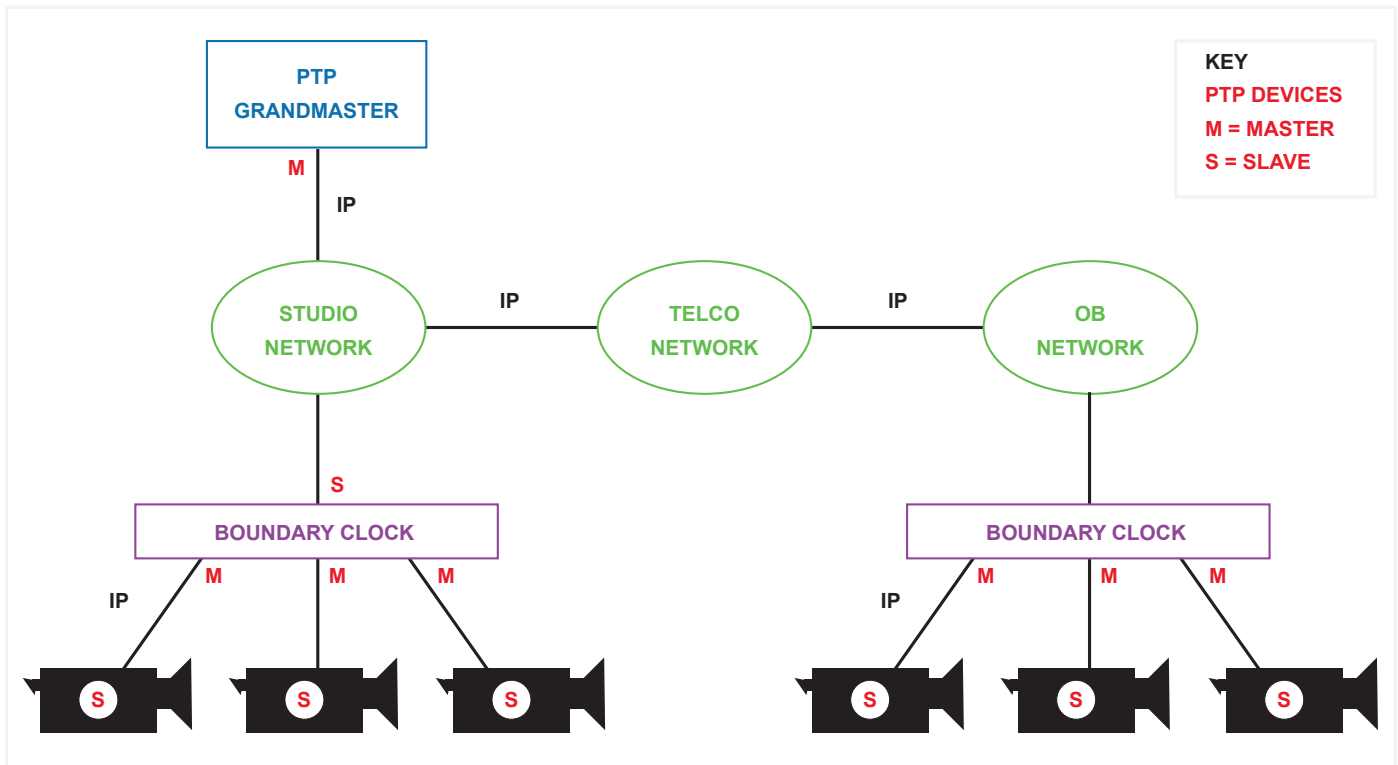 PTP
GRANDMASTER
KEY
PTP DEVICES
M = MASTER
S = SLAVE
M
IP
STUDIO
NETWORK
IP
TELCO
NETWORK
IP
OB
NETWORK
S
BOUNDARY CLOCK
BOUNDARY CLOCK
M
M
M
M
M
M
IP
IP
S
S
S
S
S
S